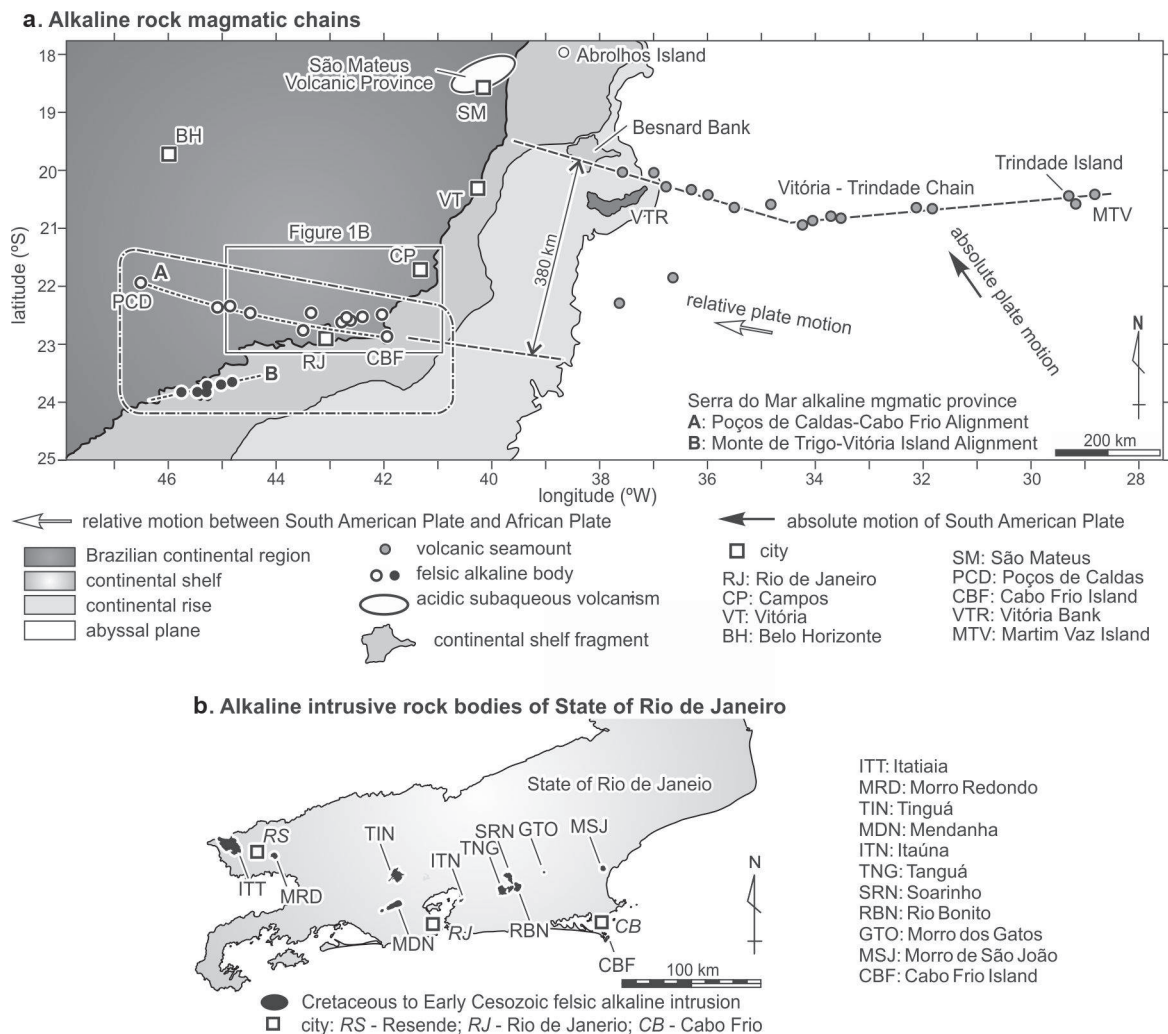 a. Alkaline rock magmatic chains
18
19
20
21
22
23
24
25
latitude (ºS)
São Mateus
Volcanic Province
SM
Abrolhos Island
BH
Besnard Bank
VT
VTR
Vitória - Trindade Chain
Trindade Island
MTV
Figure 1B
CP
A
PCD
RJ
CBF
B
380 km
relative plate motion
absolute plate motion
N
Serra do Mar alkaline mgmatic province
A: Poços de Caldas-Cabo Frio Alignment
B: Monte de Trigo-Vitória Island Alignment
200 km
46 44 42 40 38 36 34 32 30 28
longitude (ºW)
relative motion between South American Plate and African Plate
absolute motion of South American Plate
Brazilian continental region
continental shelf
continental rise
abyssal plane
volcanic seamount
felsic alkaline body
acidic subaqueous volcanism
continental shelf fragment
city
RJ: Rio de Janeiro
CP: Campos
VT: Vitória
BH: Belo Horizonte
SM: São Mateus
PCD: Poços de Caldas
CBF: Cabo Frio Island
VTR: Vitória Bank
MTV: Martim Vaz Island
b. Alkaline intrusive rock bodies of State of Rio de Janeiro
State of Rio de Janeio
RS
ITT
MRD
TIN
MDN
ITN
RJ
TNG
SRN
GTO
RBN
MSJ
CB
CBF
N
100 km
ITT: Itatiaia
MRD: Morro Redondo
TIN: Tinguá
MDN: Mendanha
ITN: Itaúna
TNG: Tanguá
SRN: Soarinho
RBN: Rio Bonito
GTO: Morro dos Gatos
MSJ: Morro de São João
CBF: Cabo Frio Island
Cretaceous to Early Cesozoic felsic alkaline intrusion
city: RS - Resende; RJ - Rio de Janerio; CB - Cabo Frio